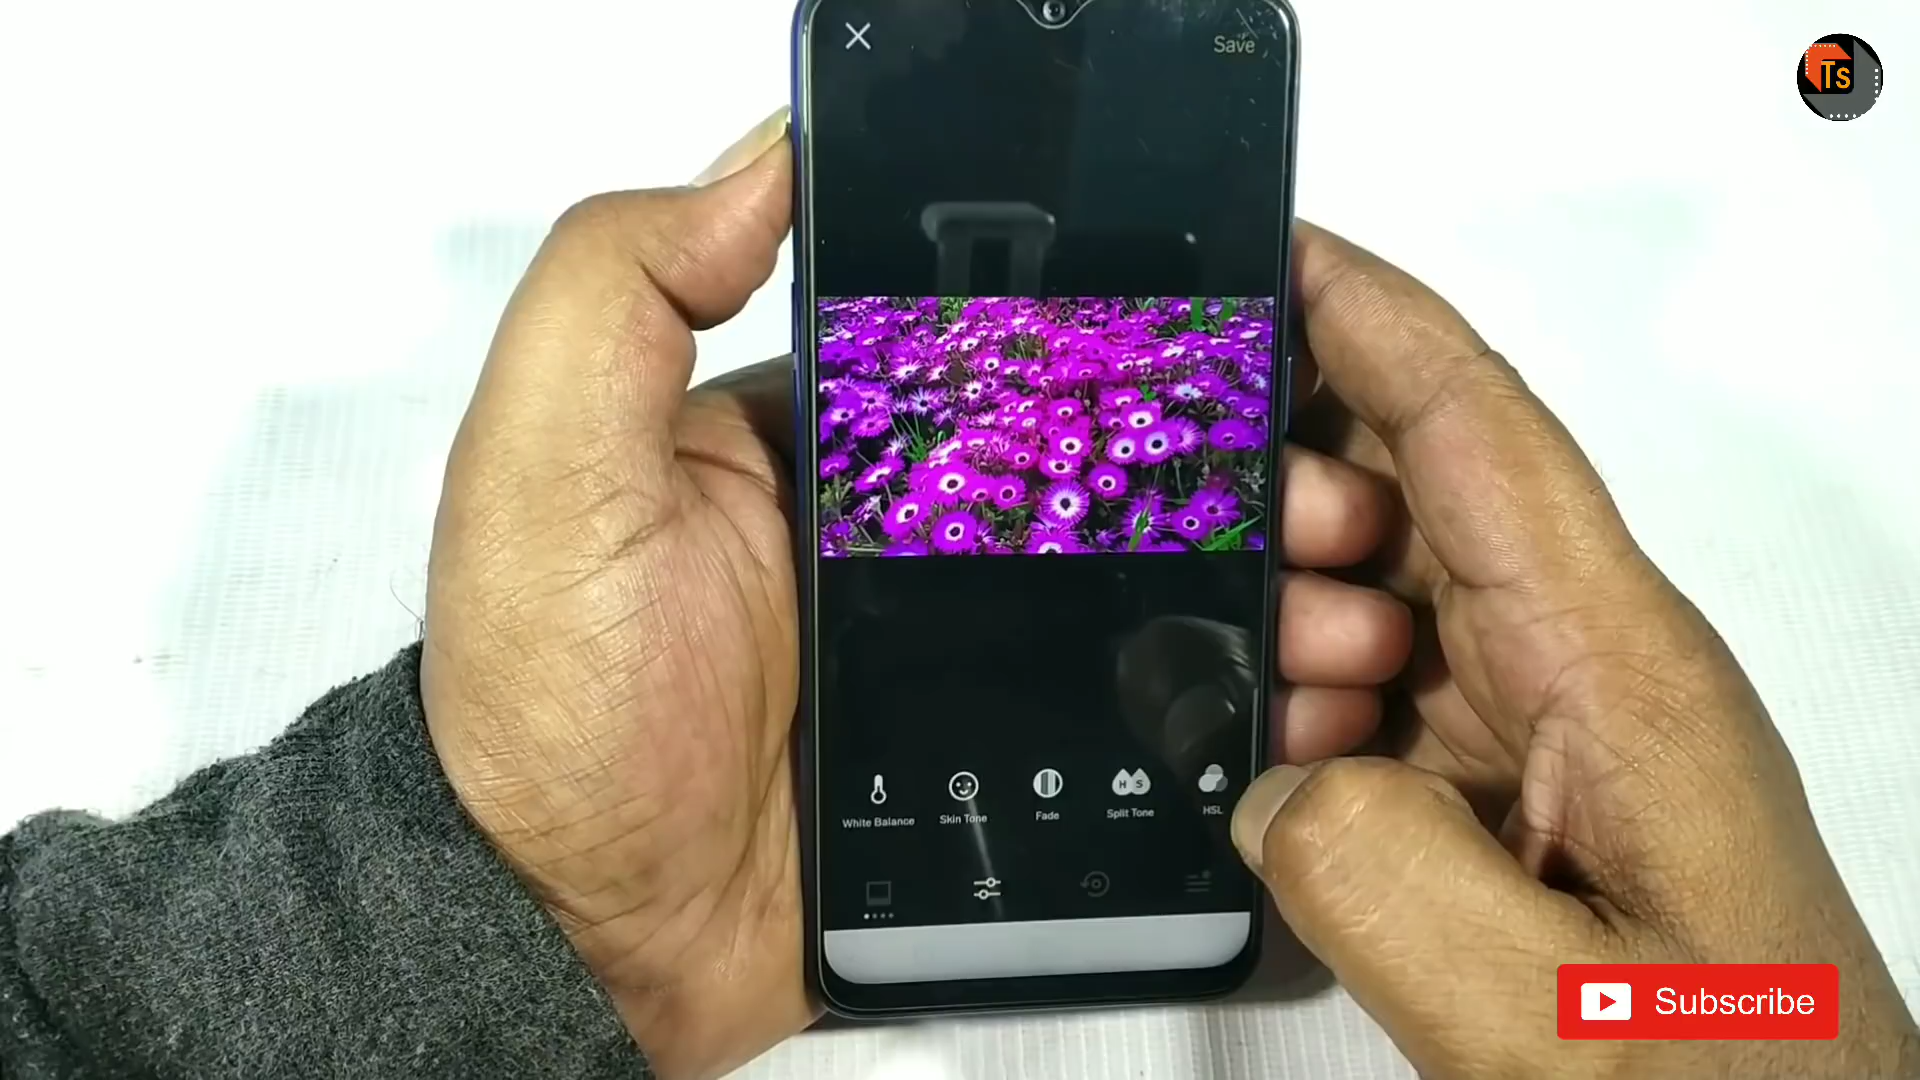 Save
Ts
White Balance
Skin Tone
Fade
H S
Split Tone
HSL
Subscribe